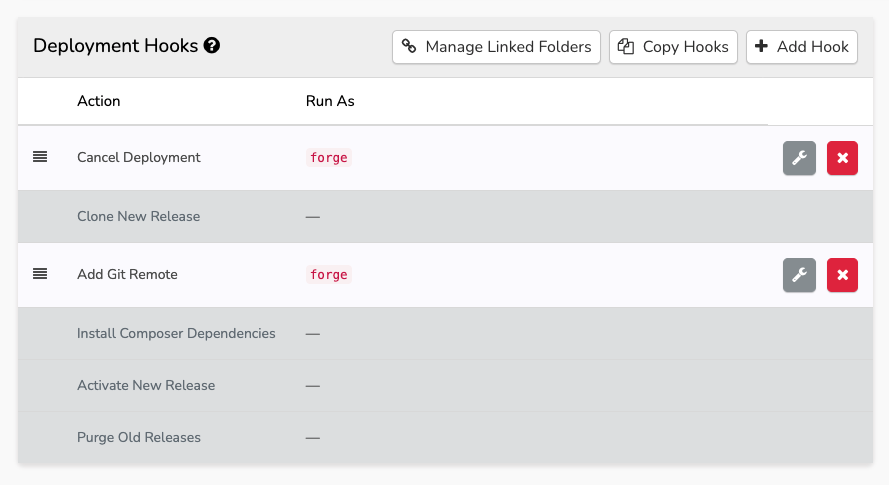 Deployment Hooks ?
Manage Linked Folders
Copy Hooks
Add Hook
Action Run As
Cancel Deployment forge
Clone New Release —
Add Git Remote forge
Install Composer Dependencies —
Activate New Release —
Purge Old Releases —